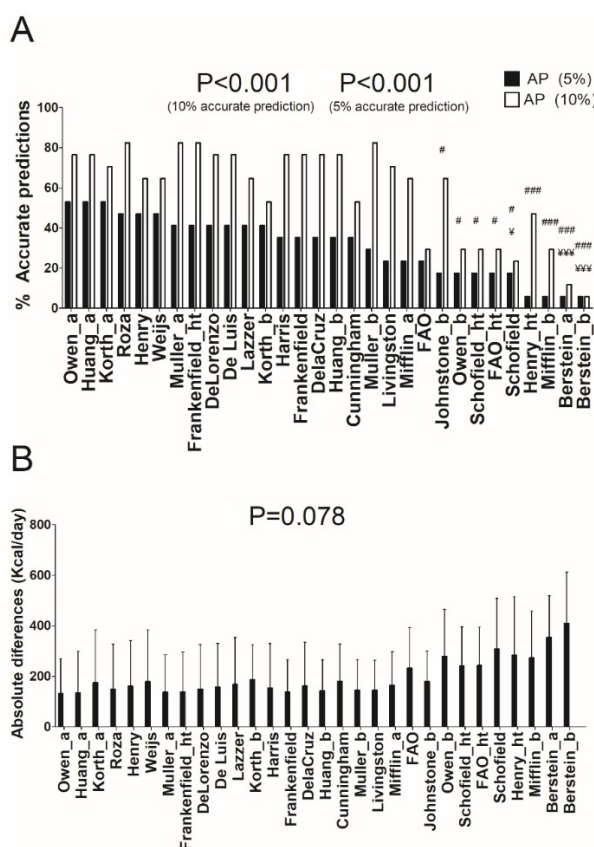 A
P<0.001
(10% accurate prediction)
P<0.001
(5% accurate prediction)
AP (5%)
AP (10%)
% Accurate predictions
100
80
60
40
20
0
#
#
#
#
#
¥
###
###
###
¥¥¥
###
¥¥¥
Owen_a
Huang_a
Korth_a
Roza
Henry
Weijs
Muller_a
Frankenfield_ht
DeLorenzo
De Luis
Lazzer
Korth_b
Harris
Frankenfield
DelaCruz
Huang_b
Cunningham
Muller_b
Livingston
Mifflin_a
FAO
Johnstone_b
Owen_b
Schofield_ht
FAO_ht
Schofield
Henry_ht
Mifflin_b
Berstein_a
Berstein_b
B
P=0.078
Absolute diferences (Kcal/day)
800
600
400
200
0
Owen_a
Huang_a
Korth_a
Roza
Henry
Weijs
Muller_a
Frankenfield_ht
DeLorenzo
De Luis
Lazzer
Korth_b
Harris
Frankenfield
DelaCruz
Huang_b
Cunningham
Muller_b
Livingston
Mifflin_a
FAO
Johnstone_b
Owen_b
Schofield_ht
FAO_ht
Schofield
Henry_ht
Mifflin_b
Berstein_a
Berstein_b